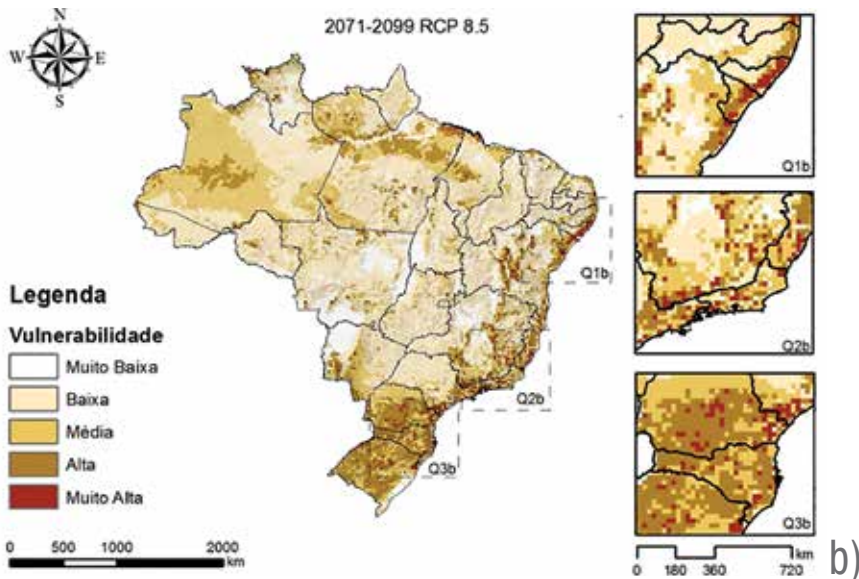 2071-2099 RCP 8.5
N
W E
S
Q1b
Q2b
Q3b
Legenda
Vulnerabilidade
Muito Baixa
Baixa
Média
Alta
Muito Alta
0 500 1000 2000
km
Q1b
Q2b
Q3b
km
0 180 360 720
b)